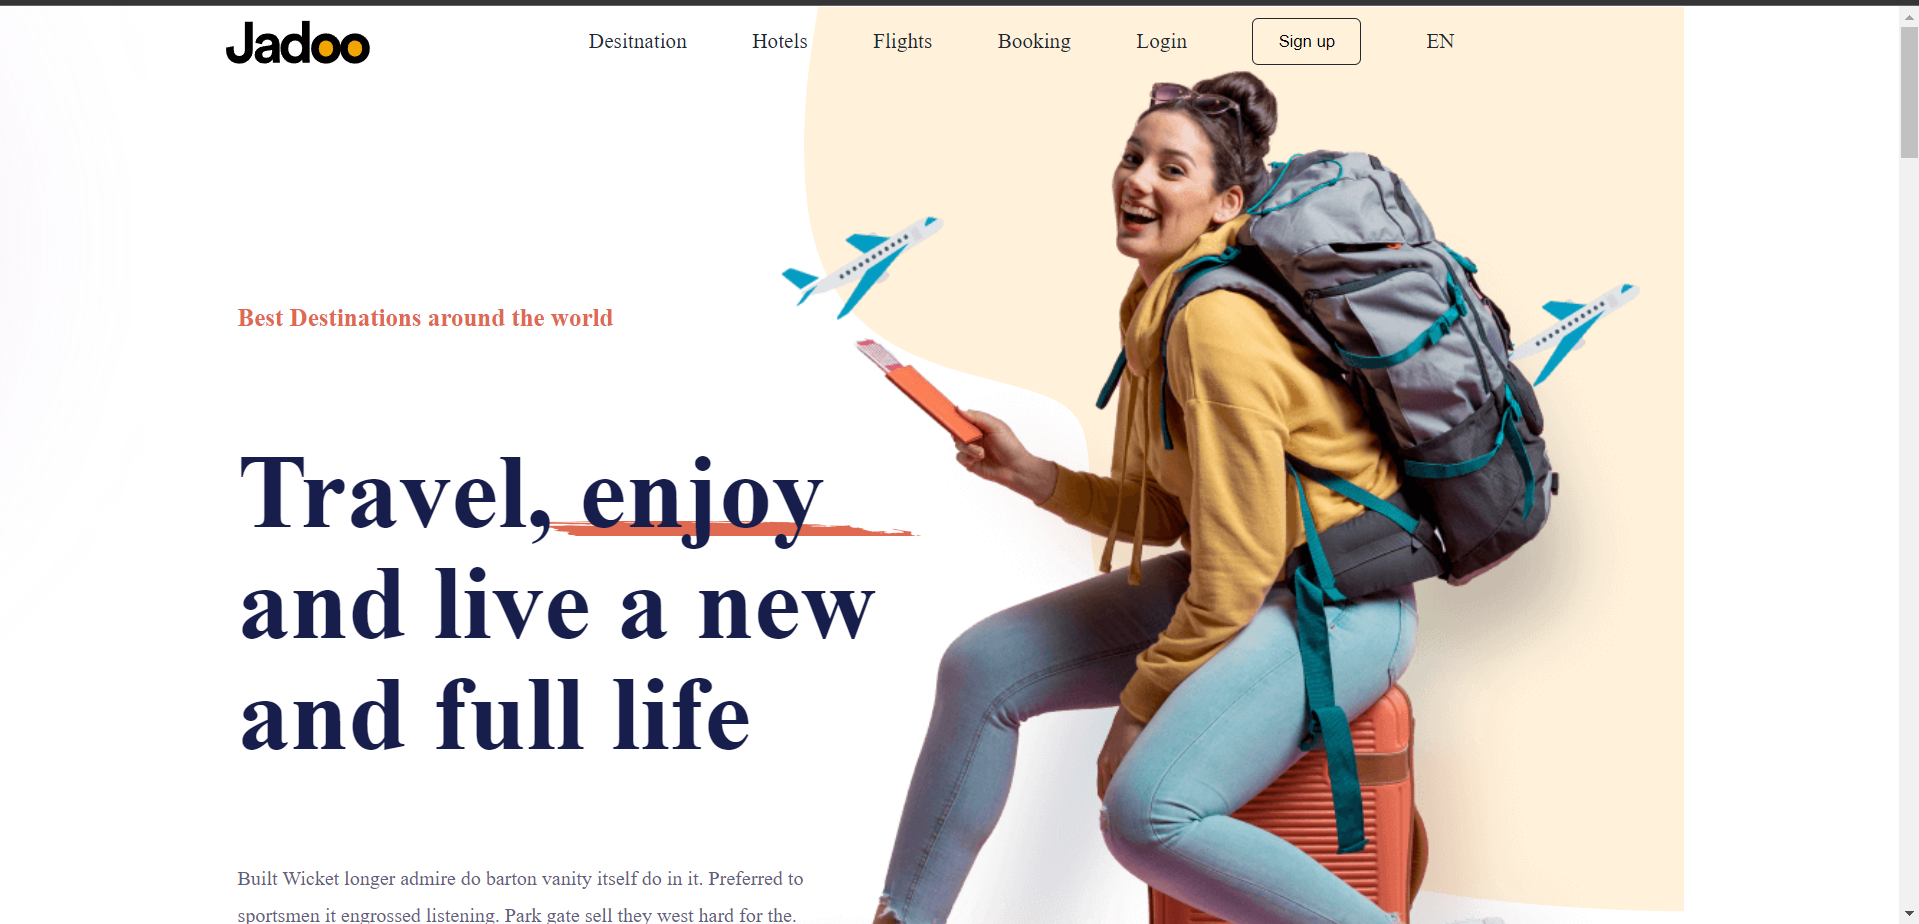 Jadoo
Desitnation Hotels Flights Booking Login Sign up EN
Best Destinations around the world
Travel, enjoy
and live a new
and full life
Built Wicket longer admire do barton vanity itself do in it. Preferred to
sportsmen it engrossed listening. Park gate sell they west hard for the.